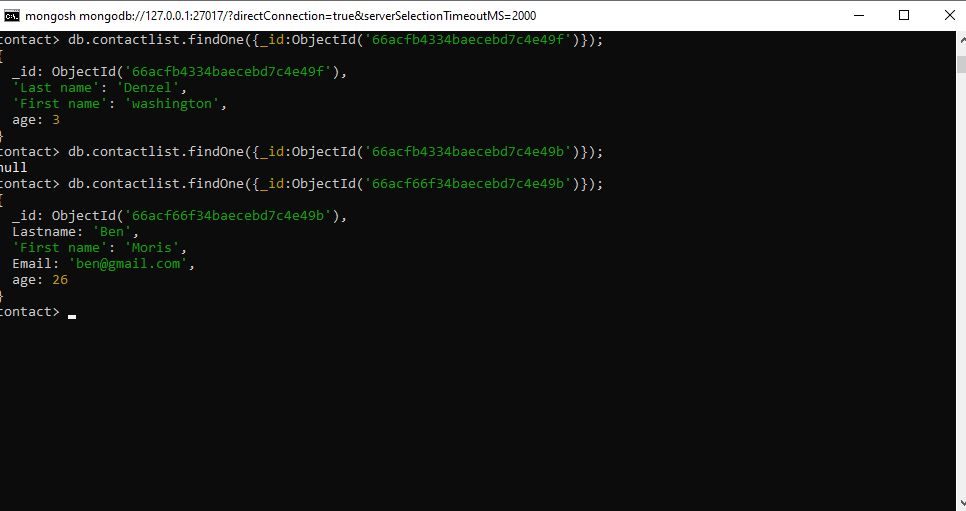 mongosh mongodb://127.0.0.1:27017/?directConnection=true&serverSelectionTimeoutMS=2000
contact> db.contactlist.findOne({_id:ObjectId('66acfb4334baecebd7c4e49f')});
{
  _id: ObjectId('66acfb4334baecebd7c4e49f'),
  'Last name': 'Denzel',
  'First name': 'washington',
  age: 3
}
contact> db.contactlist.findOne({_id:ObjectId('66acfb4334baecebd7c4e49b')});
null
contact> db.contactlist.findOne({_id:ObjectId('66acf66f34baecebd7c4e49b')});
{
  _id: ObjectId('66acf66f34baecebd7c4e49b'),
  Lastname: 'Ben',
  'First name': 'Moris',
  Email: 'ben@gmail.com',
  age: 26
}
contact>